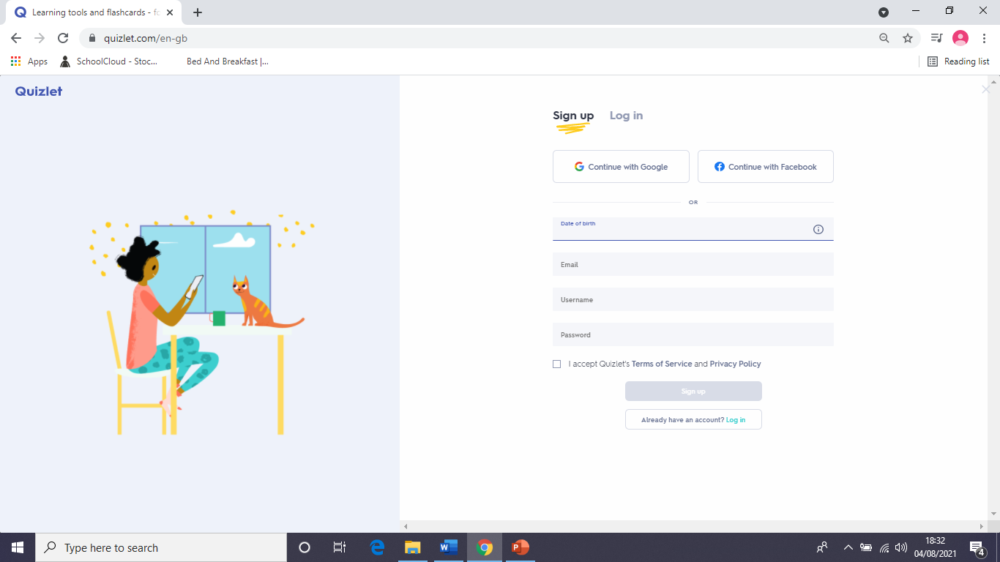 Learning tools and flashcards - fc
quizlet.com/en-gb
Apps SchoolCloud - Stoc... Bed And Breakfast |... Reading list
Quizlet
Sign up Log in
Continue with Google Continue with Facebook
OR
Date of birth
Email
Username
Password
I accept Quizlet's Terms of Service and Privacy Policy
Sign up
Already have an account? Log in
Type here to search
18:32
04/08/2021
4